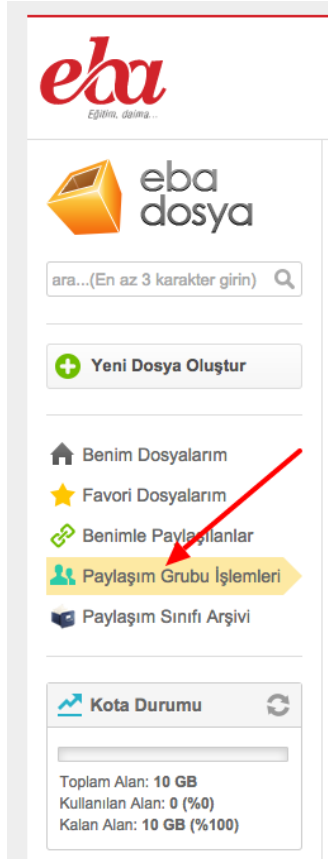 eba
Eğitim, daima...
eba
dosya
ara...(En az 3 karakter girin)
Yeni Dosya Oluştur
Benim Dosyalarım
Favori Dosyalarım
Benimle Paylaşılanlar
Paylaşım Grubu İşlemleri
Paylaşım Sınıfı Arşivi
Kota Durumu
Toplam Alan: 10 GB
Kullanılan Alan: 0 (%0)
Kalan Alan: 10 GB (%100)